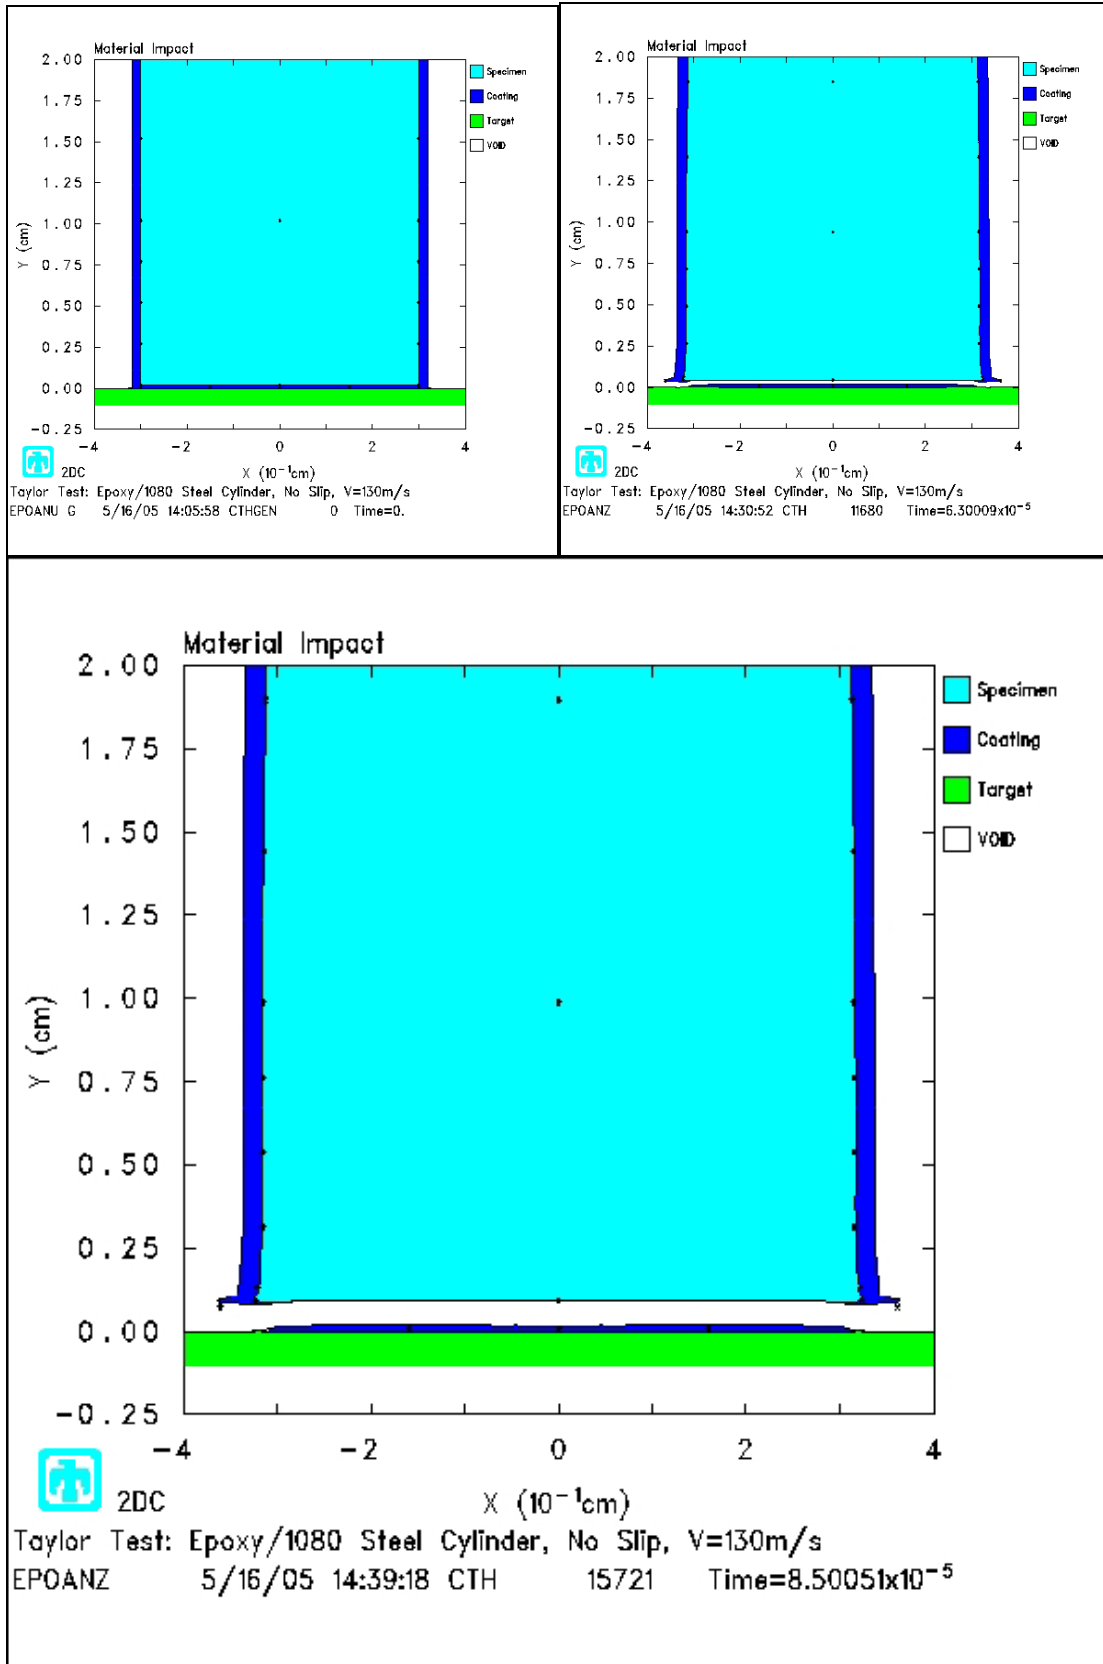 Material Impact
2.00
1.75
1.50
1.25
1.00
0.75
0.50
0.25
0.00
-0.25
Y (cm)
-4 -2 0 2 4
X (10⁻¹cm)
Specimen
Coating
Target
VOID
2DC
Taylor Test: Epoxy/1080 Steel Cylinder, No Slip, V=130m/s
EPOANU G 5/16/05 14:05:58 CTHGEN 0 Time=0.
Material Impact
2.00
1.75
1.50
1.25
1.00
0.75
0.50
0.25
0.00
-0.25
Y (cm)
-4 -2 0 2 4
X (10⁻¹cm)
Specimen
Coating
Target
VOID
2DC
Taylor Test: Epoxy/1080 Steel Cylinder, No Slip, V=130m/s
EPOANZ 5/16/05 14:30:52 CTH 11680 Time=6.30009x10⁻⁵
Material Impact
2.00
1.75
1.50
1.25
1.00
0.75
0.50
0.25
0.00
-0.25
Y (cm)
-4 -2 0 2 4
X (10⁻¹cm)
Specimen
Coating
Target
VOID
2DC
Taylor Test: Epoxy/1080 Steel Cylinder, No Slip, V=130m/s
EPOANZ 5/16/05 14:39:18 CTH 15721 Time=8.50051x10⁻⁵